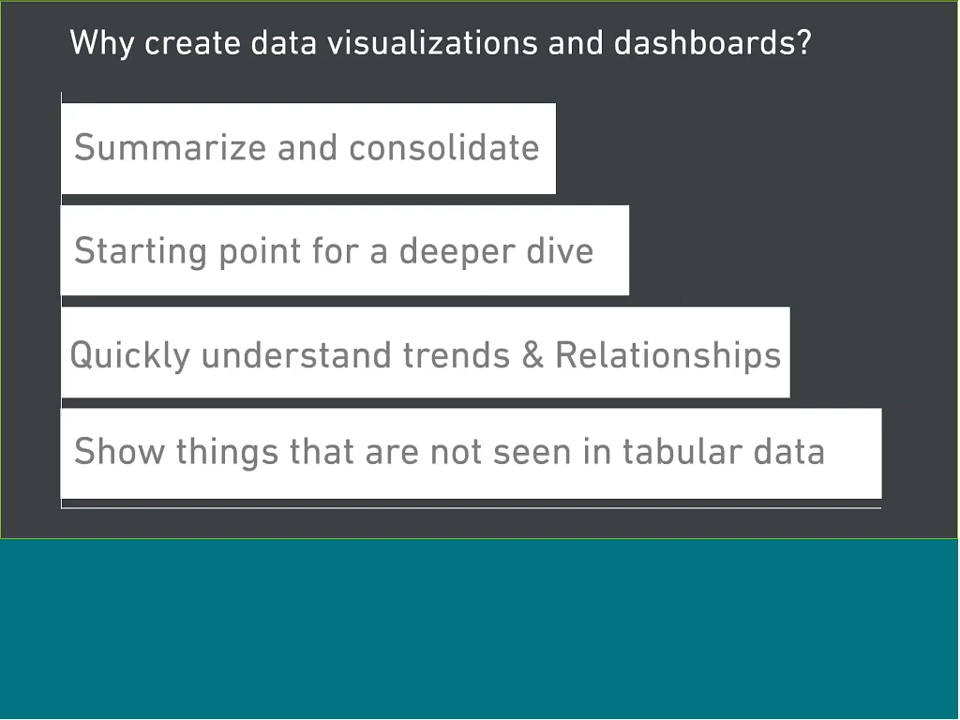 Why create data visualizations and dashboards?
Summarize and consolidate
Starting point for a deeper dive
Quickly understand trends & Relationships
Show things that are not seen in tabular data